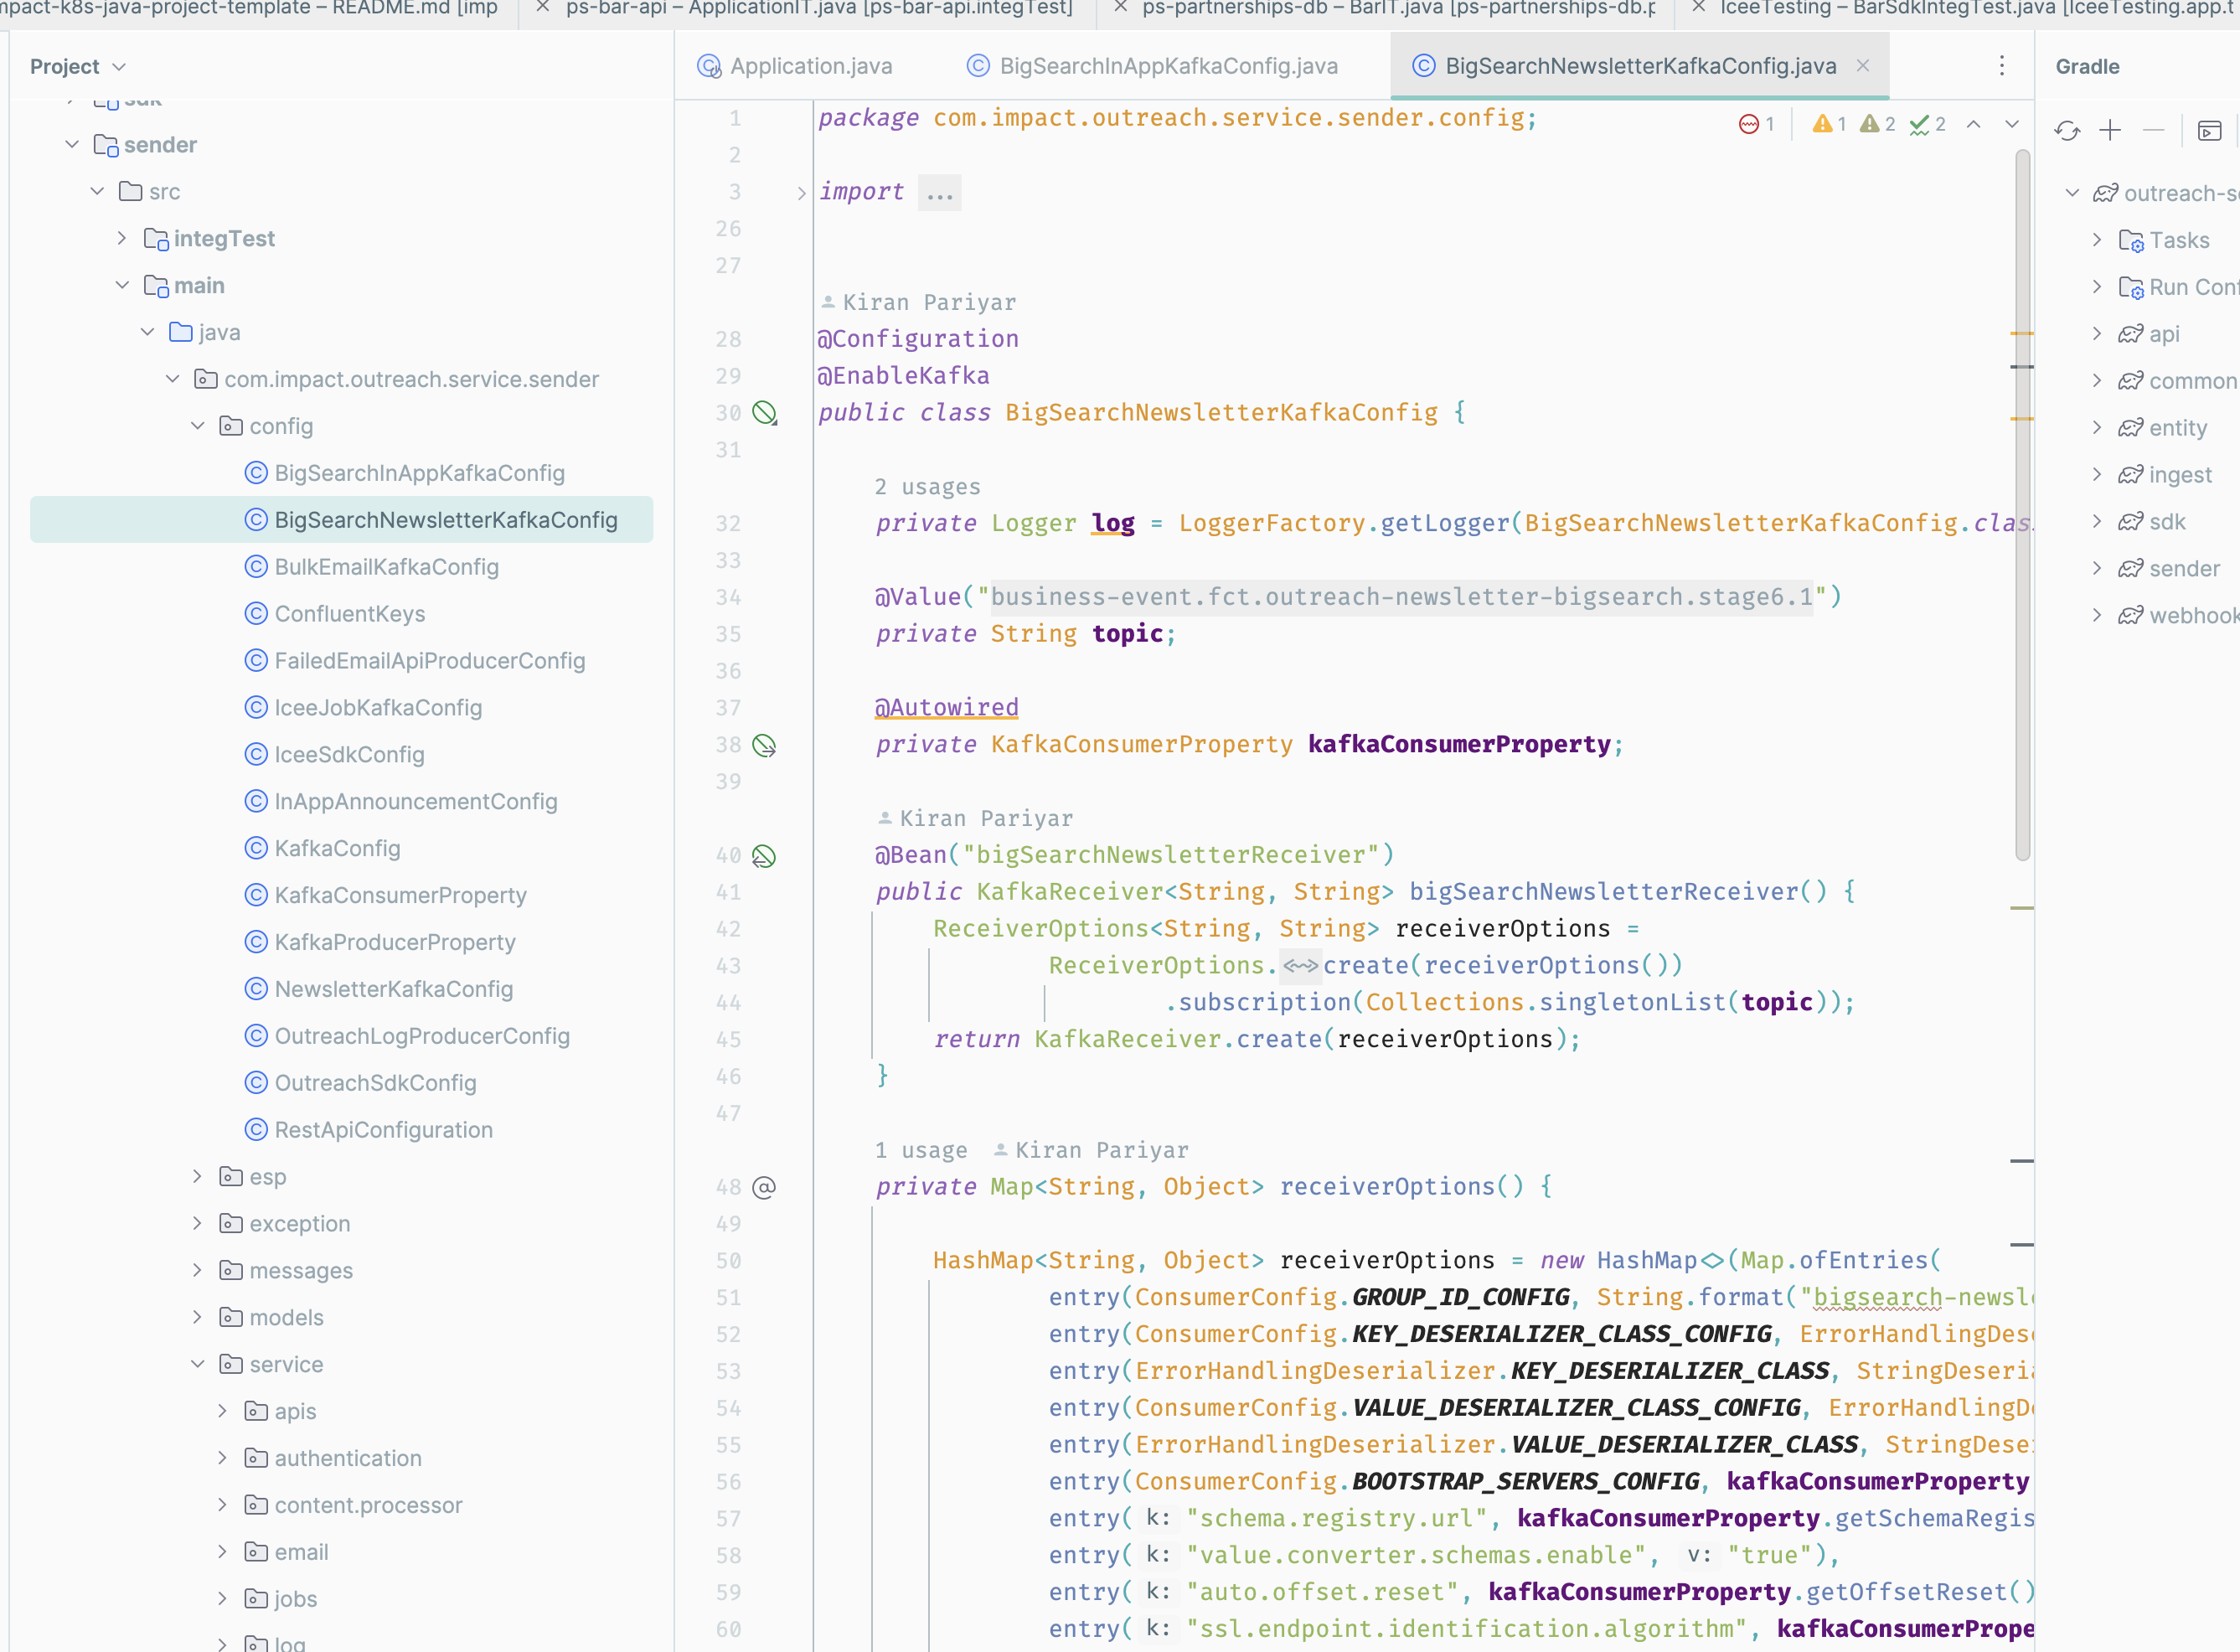 mpact-k8s-java-project-template – README.md [imp
ps-bar-api – ApplicationIT.java [ps-bar-api.integTest]
ps-partnerships-db – BarIT.java [ps-partnerships-db.p
IceeTesting – BarSdkIntegTest.java [IceeTesting.app.t
Project
sdk
sender
src
integTest
main
java
com.impact.outreach.service.sender
config
BigSearchInAppKafkaConfig
BigSearchNewsletterKafkaConfig
BulkEmailKafkaConfig
ConfluentKeys
FailedEmailApiProducerConfig
IceeJobKafkaConfig
IceeSdkConfig
InAppAnnouncementConfig
KafkaConfig
KafkaConsumerProperty
KafkaProducerProperty
NewsletterKafkaConfig
OutreachLogProducerConfig
OutreachSdkConfig
RestApiConfiguration
esp
exception
messages
models
service
apis
authentication
content.processor
email
jobs
log
Application.java
BigSearchInAppKafkaConfig.java
BigSearchNewsletterKafkaConfig.java
1 package com.impact.outreach.service.sender.config;
1 1 2 2
2
3 import ...
26
27
Kiran Pariyar
28 @Configuration
29 @EnableKafka
30 public class BigSearchNewsletterKafkaConfig {
31
2 usages
32 private Logger log = LoggerFactory.getLogger(BigSearchNewsletterKafkaConfig.clas
33
34 @Value("business-event.fct.outreach-newsletter-bigsearch.stage6.1")
35 private String topic;
36
37 @Autowired
38 private KafkaConsumerProperty kafkaConsumerProperty;
39
Kiran Pariyar
40 @Bean("bigSearchNewsletterReceiver")
41 public KafkaReceiver<String, String> bigSearchNewsletterReceiver() {
42 ReceiverOptions<String, String> receiverOptions =
43 ReceiverOptions.<~>create(receiverOptions())
44 .subscription(Collections.singletonList(topic));
45 return KafkaReceiver.create(receiverOptions);
46 }
47
1 usage Kiran Pariyar
48 private Map<String, Object> receiverOptions() {
49
50 HashMap<String, Object> receiverOptions = new HashMap<>(Map.ofEntries(
51 entry(ConsumerConfig.GROUP_ID_CONFIG, String.format("bigsearch-newsl
52 entry(ConsumerConfig.KEY_DESERIALIZER_CLASS_CONFIG, ErrorHandlingDes
53 entry(ErrorHandlingDeserializer.KEY_DESERIALIZER_CLASS, StringDeseri
54 entry(ConsumerConfig.VALUE_DESERIALIZER_CLASS_CONFIG, ErrorHandlingD
55 entry(ErrorHandlingDeserializer.VALUE_DESERIALIZER_CLASS, StringDese
56 entry(ConsumerConfig.BOOTSTRAP_SERVERS_CONFIG, kafkaConsumerProperty
57 entry( k: "schema.registry.url", kafkaConsumerProperty.getSchemaRegis
58 entry( k: "value.converter.schemas.enable", v: "true"),
59 entry( k: "auto.offset.reset", kafkaConsumerProperty.getOffsetReset()
60 entry( k: "ssl.endpoint.identification.algorithm", kafkaConsumerPrope
Gradle
outreach-s
Tasks
Run Conf
api
common
entity
ingest
sdk
sender
webhook